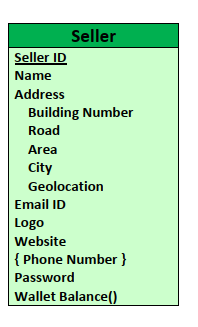 Seller
Seller ID
Name
Address
Building Number
Road
Area
City
Geolocation
Email ID
Logo
Website
{ Phone Number }
Password
Wallet Balance()